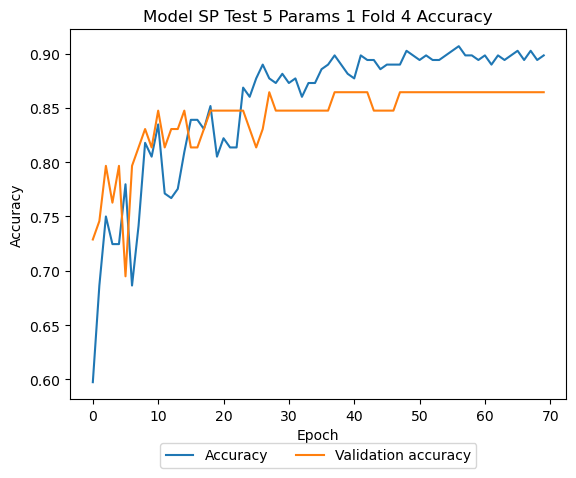 Model SP Test 5 Params 1 Fold 4 Accuracy
Accuracy
0.90
0.85
0.80
0.75
0.70
0.65
0.60
0 10 20 30 40 50 60 70
Epoch
Accuracy Validation accuracy